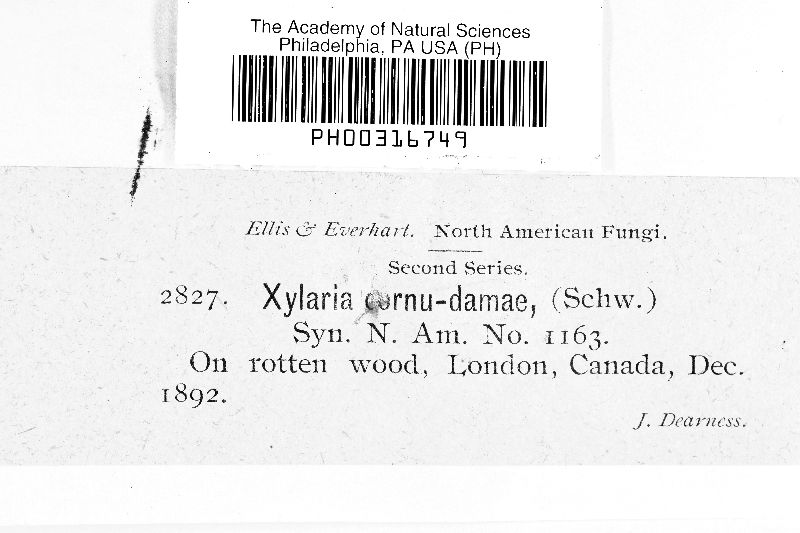 The Academy of Natural Sciences
Philadelphia, PA USA (PH)
PH00316749
Ellis & Everhart. North American Fungi.
Second Series.
2827. Xylaria cornu-damae, (Schw.)
Syn. N. Am. No. 1163.
On rotten wood, London, Canada, Dec.
1892.
J. Dearness.